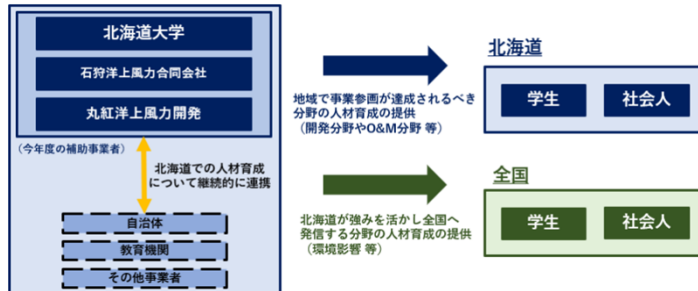 北海道大学
石狩洋上風力合同会社
丸紅洋上風力開発
（今年度の補助事業者）
北海道での人材育成
について継続的に連携
自治体
教育機関
その他事業者
地域で事業参画が達成されるべき
分野の人材育成の提供
（開発分野やO&M分野 等）
北海道
学生
社会人
北海道が強みを活かし全国へ
発信する分野の人材育成の提供
（環境影響 等）
全国
学生
社会人